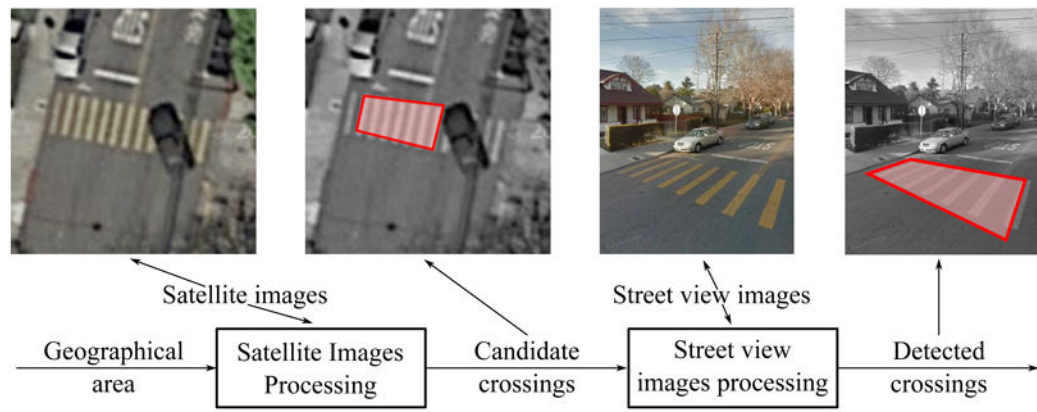 Satellite images
Street view images
Geographical
area
Satellite Images
Processing
Candidate
crossings
Street view
images processing
Detected
crossings